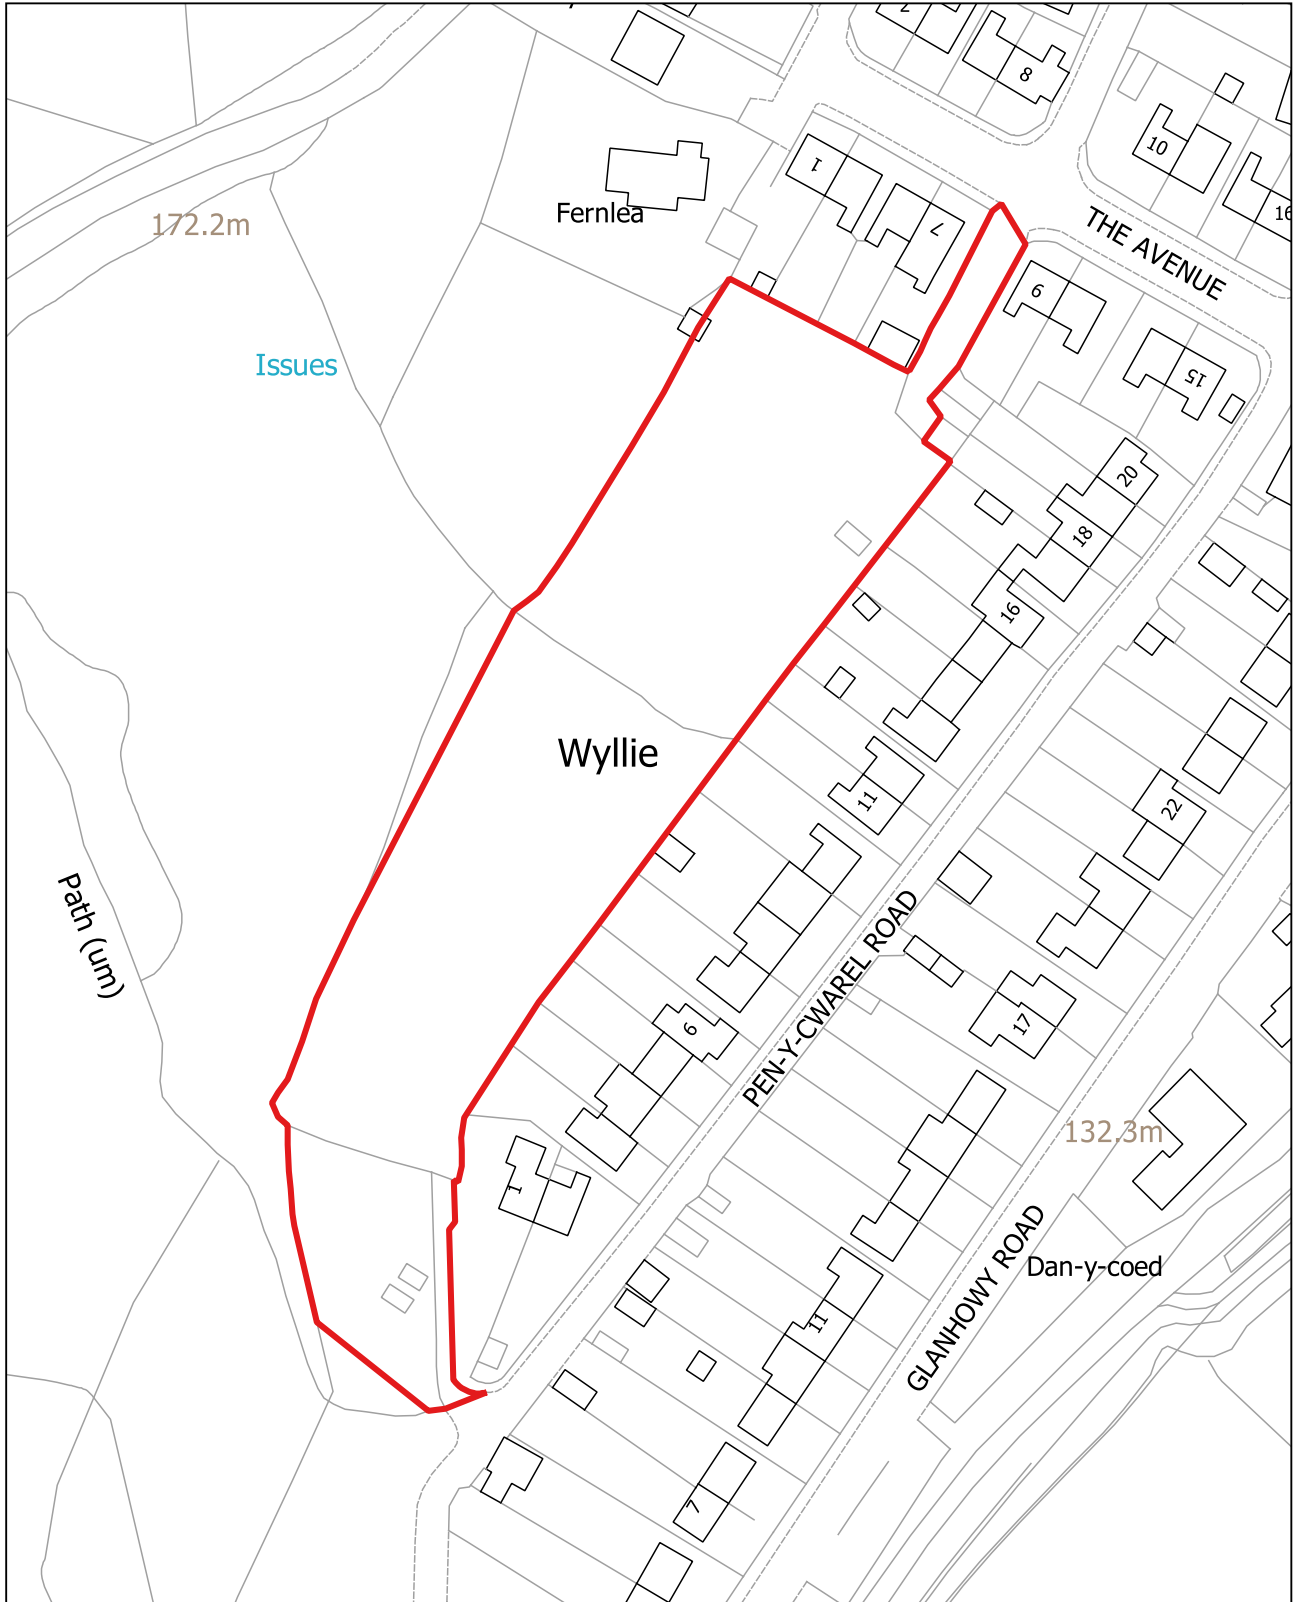 2
8
10
1
16
Fernlea
7
172.2m
THE AVENUE
6
Issues
15
20
18
16
Wyllie
11
22
Path (um)
PEN-Y-CWAREL ROAD
6
17
132.3m
1
GLANHOWY ROAD
Dan-y-coed
11
7